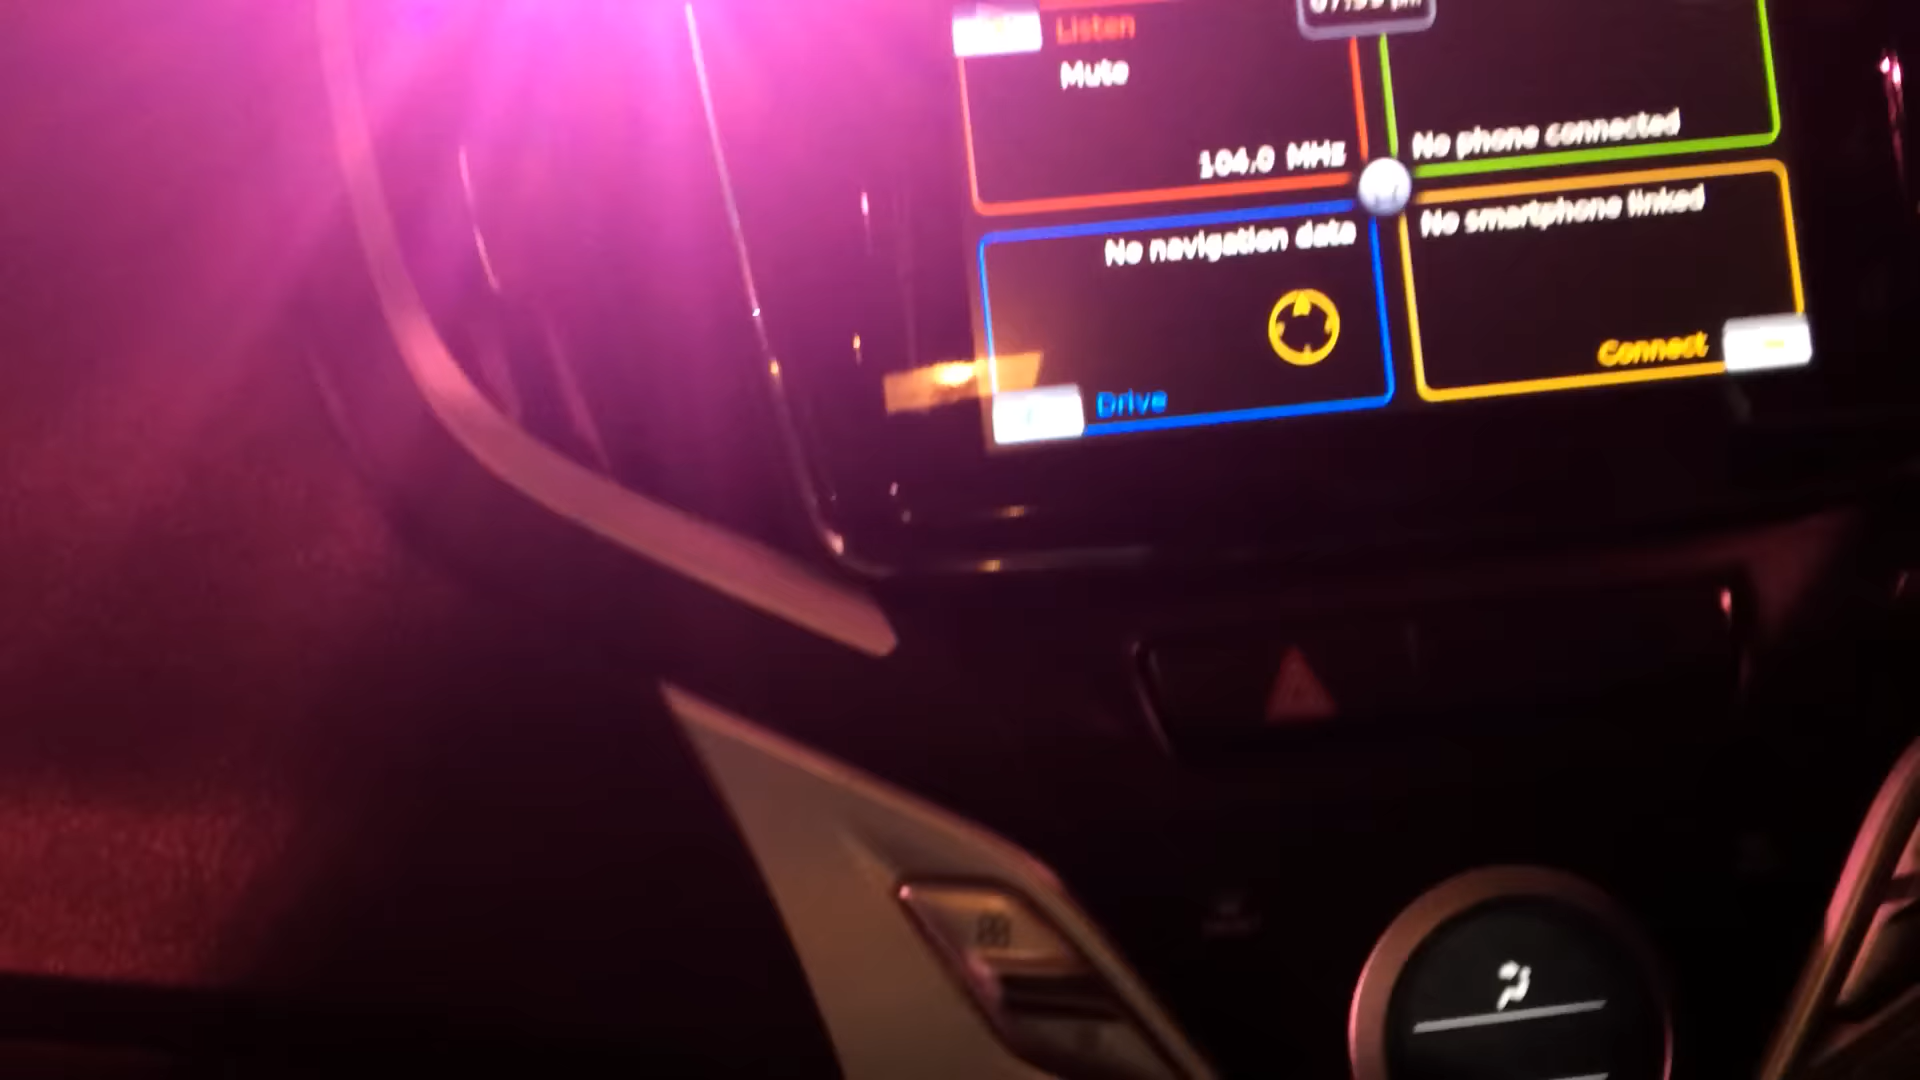 Listen
Mute
104.0 MHz
No phone connected
No navigation data
No smartphone linked
Drive
Connect